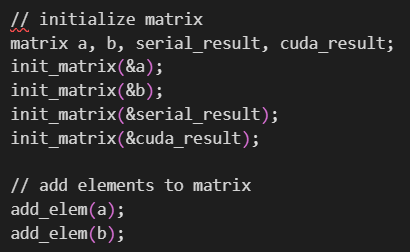 // initialize matrix
matrix a, b, serial_result, cuda_result;
init_matrix(&a);
init_matrix(&b);
init_matrix(&serial_result);
init_matrix(&cuda_result);

// add elements to matrix
add_elem(a);
add_elem(b);